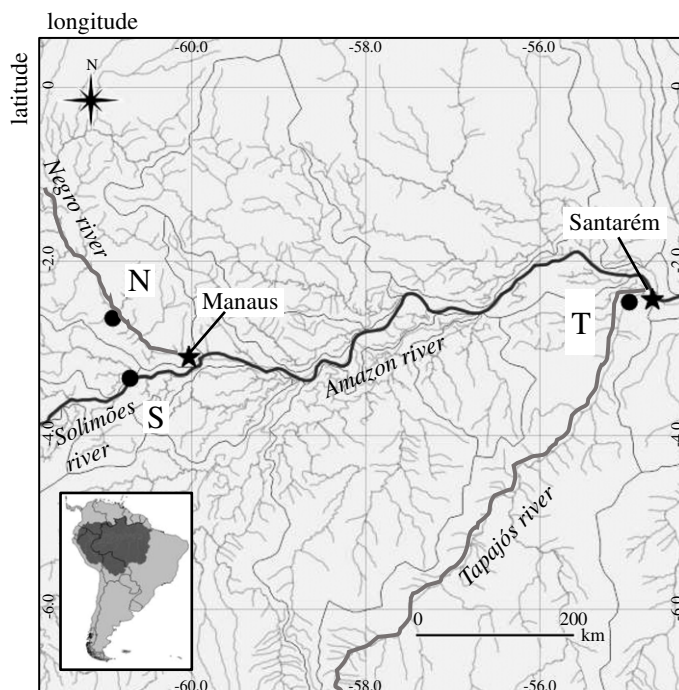 longitude
latitude
-60.0
-58.0
-56.0
N
0
0
Negro river
Santarém
-2.0
-2.0
N
Manaus
T
Amazon river
S
Solimões
river
-4.0
-4.0
Tapajós river
0
200
km
-6.0
-6.0
-60.0
-58.0
-56.0